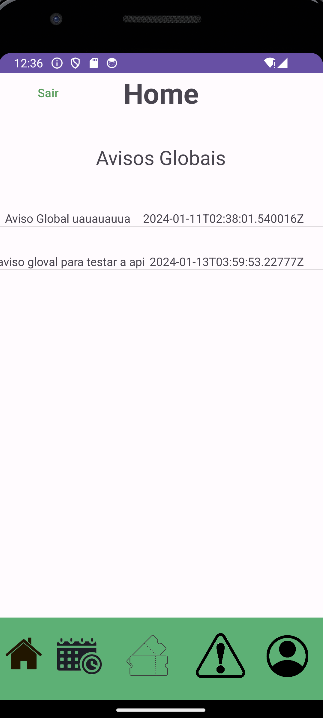 12:36
Sair Home
Avisos Globais
Aviso Global uauauauua 2024-01-11T02:38:01.540016Z
aviso gloval para testar a api 2024-01-13T03:59:53.22777Z